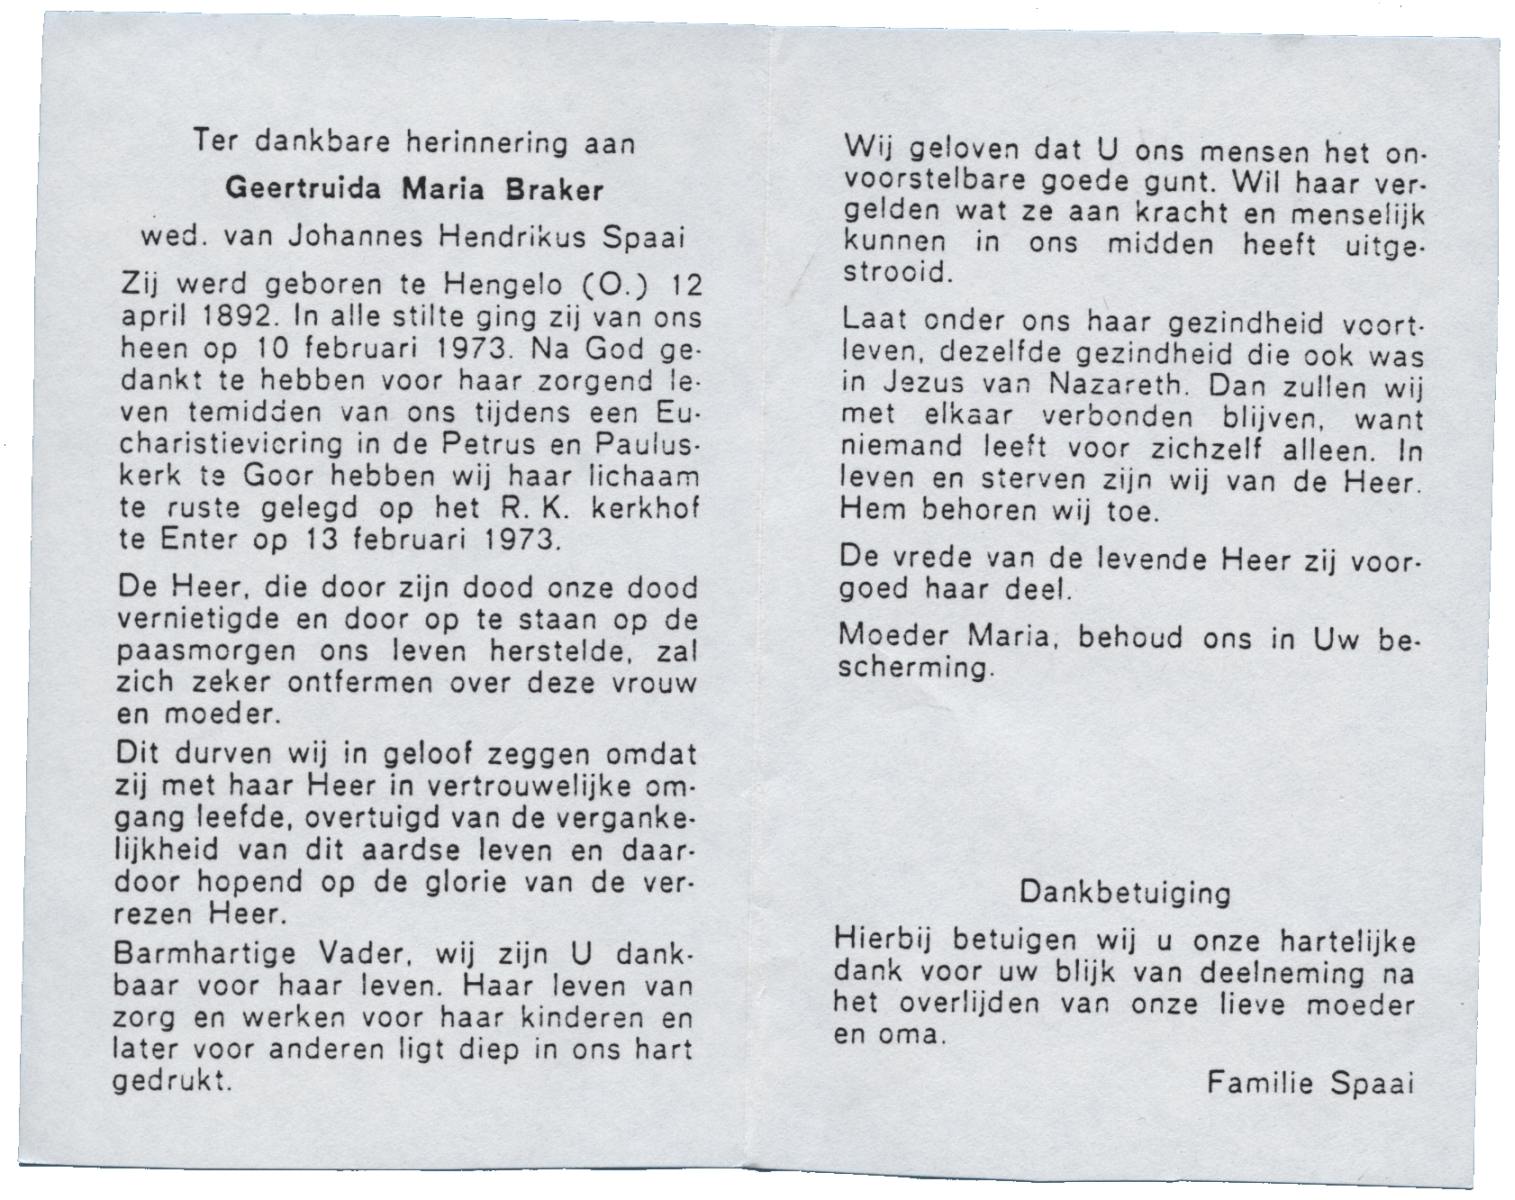 Ter dankbare herinnering aan
Geertruida Maria Braker
wed. van Johannes Hendrikus Spaai
Zij werd geboren te Hengelo (O.) 12
april 1892. In alle stilte ging zij van ons
heen op 10 februari 1973. Na God ge-
dankt te hebben voor haar zorgend le-
ven temidden van ons tijdens een Eu-
charistieviering in de Petrus en Paulus-
kerk te Goor hebben wij haar lichaam
te ruste gelegd op het R. K. kerkhof
te Enter op 13 februari 1973.
De Heer, die door zijn dood onze dood
vernietigde en door op te staan op de
paasmorgen ons leven herstelde, zal
zich zeker ontfermen over deze vrouw
en moeder.
Dit durven wij in geloof zeggen omdat
zij met haar Heer in vertrouwelijke om-
gang leefde, overtuigd van de verganke-
lijkheid van dit aardse leven en daar-
door hopend op de glorie van de ver-
rezen Heer.
Barmhartige Vader, wij zijn U dank-
baar voor haar leven. Haar leven van
zorg en werken voor haar kinderen en
later voor anderen ligt diep in ons hart
gedrukt.
Wij geloven dat U ons mensen het on-
voorstelbare goede gunt. Wil haar ver-
gelden wat ze aan kracht en menselijk
kunnen in ons midden heeft uitge-
strooid.
Laat onder ons haar gezindheid voort-
leven, dezelfde gezindheid die ook was
in Jezus van Nazareth. Dan zullen wij
met elkaar verbonden blijven, want
niemand leeft voor zichzelf alleen. In
leven en sterven zijn wij van de Heer.
Hem behoren wij toe.
De vrede van de levende Heer zij voor-
goed haar deel.
Moeder Maria, behoud ons in Uw be-
scherming.
Dankbetuiging
Hierbij betuigen wij u onze hartelijke
dank voor uw blijk van deelneming na
het overlijden van onze lieve moeder
en oma.
Familie Spaai